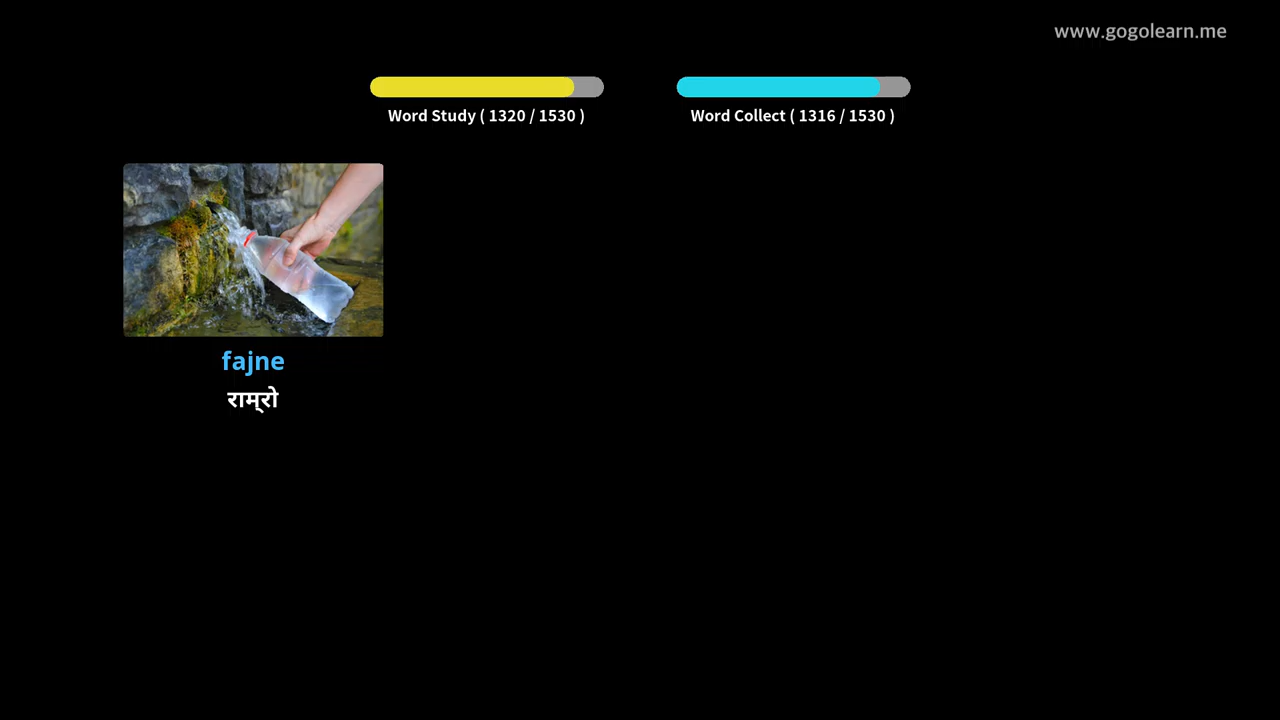 www.gogolearn.me
Word Study ( 1320 / 1530 )
Word Collect ( 1316 / 1530 )
fajne
राम्रो